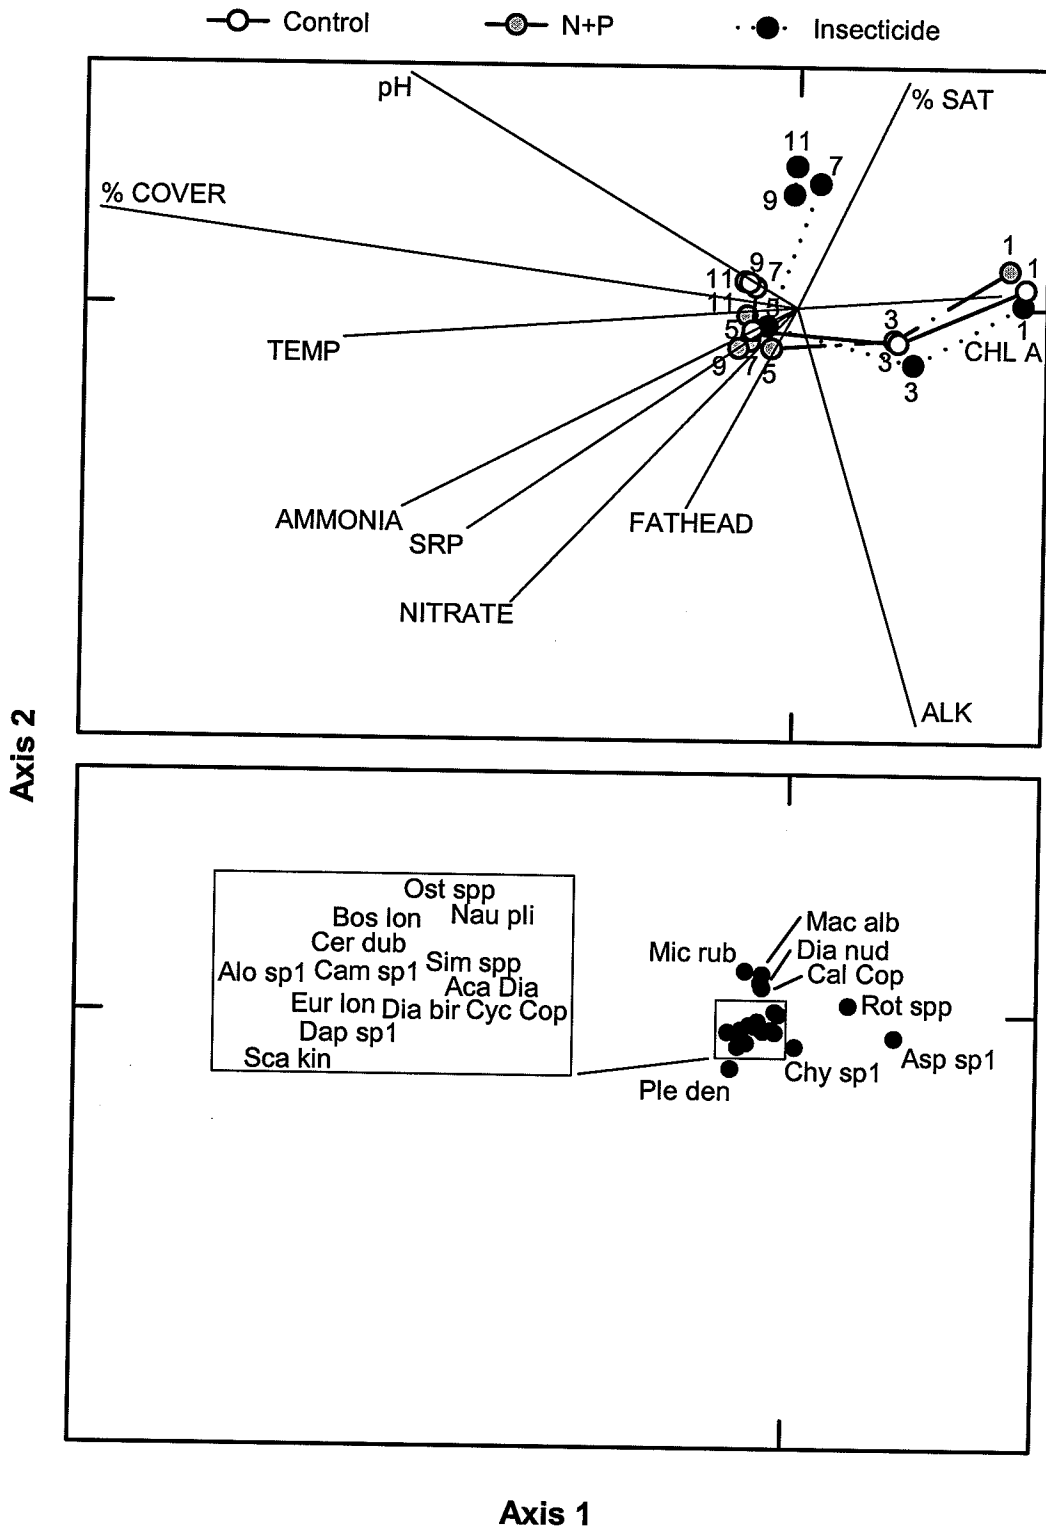 Control N+P Insecticide
pH
% SAT
11
7
% COVER
9
1
9
1
11
7
11
5
3
5
TEMP
1
CHL A
3
9
7
5
3
AMMONIA
FATHEAD
SRP
NITRATE
ALK
Axis 2
Ost spp
Bos lon
Nau pli
Mac alb
Cer dub
Mic rub
Dia nud
Alo sp1
Cam sp1
Sim spp
Cal Cop
Aca Dia
Eur lon
Dia bir
Cyc Cop
Rot spp
Dap sp1
Asp sp1
Sca kin
Chy sp1
Ple den
Axis 1